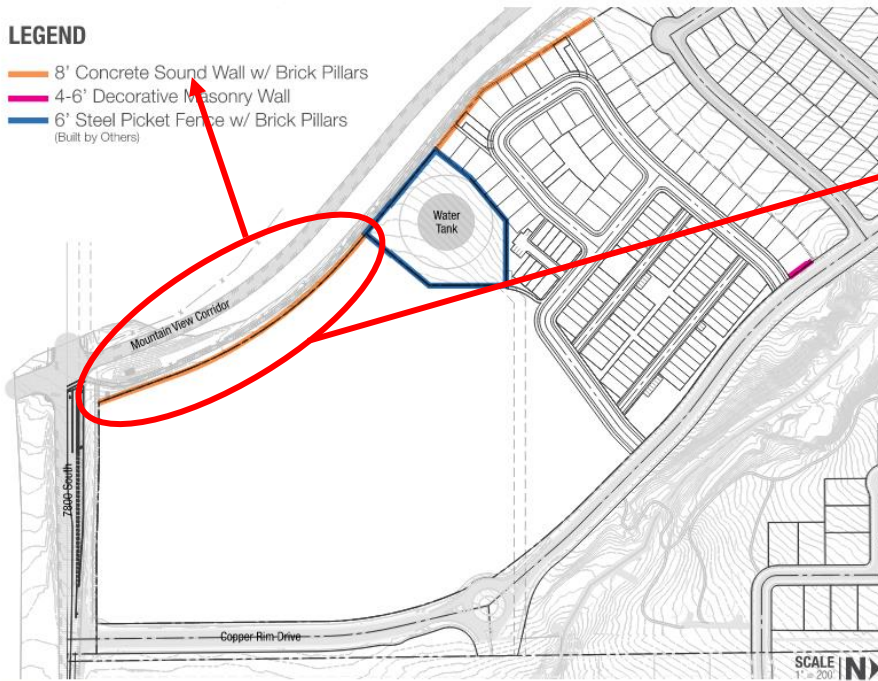 LEGEND
8' Concrete Sound Wall w/ Brick Pillars
4-6' Decorative Masonry Wall
6' Steel Picket Fence w/ Brick Pillars
(Built by Others)
Water
Tank
Mountain View Corridor
7800 South
Copper Rim Drive
SCALE
1" = 200'
N